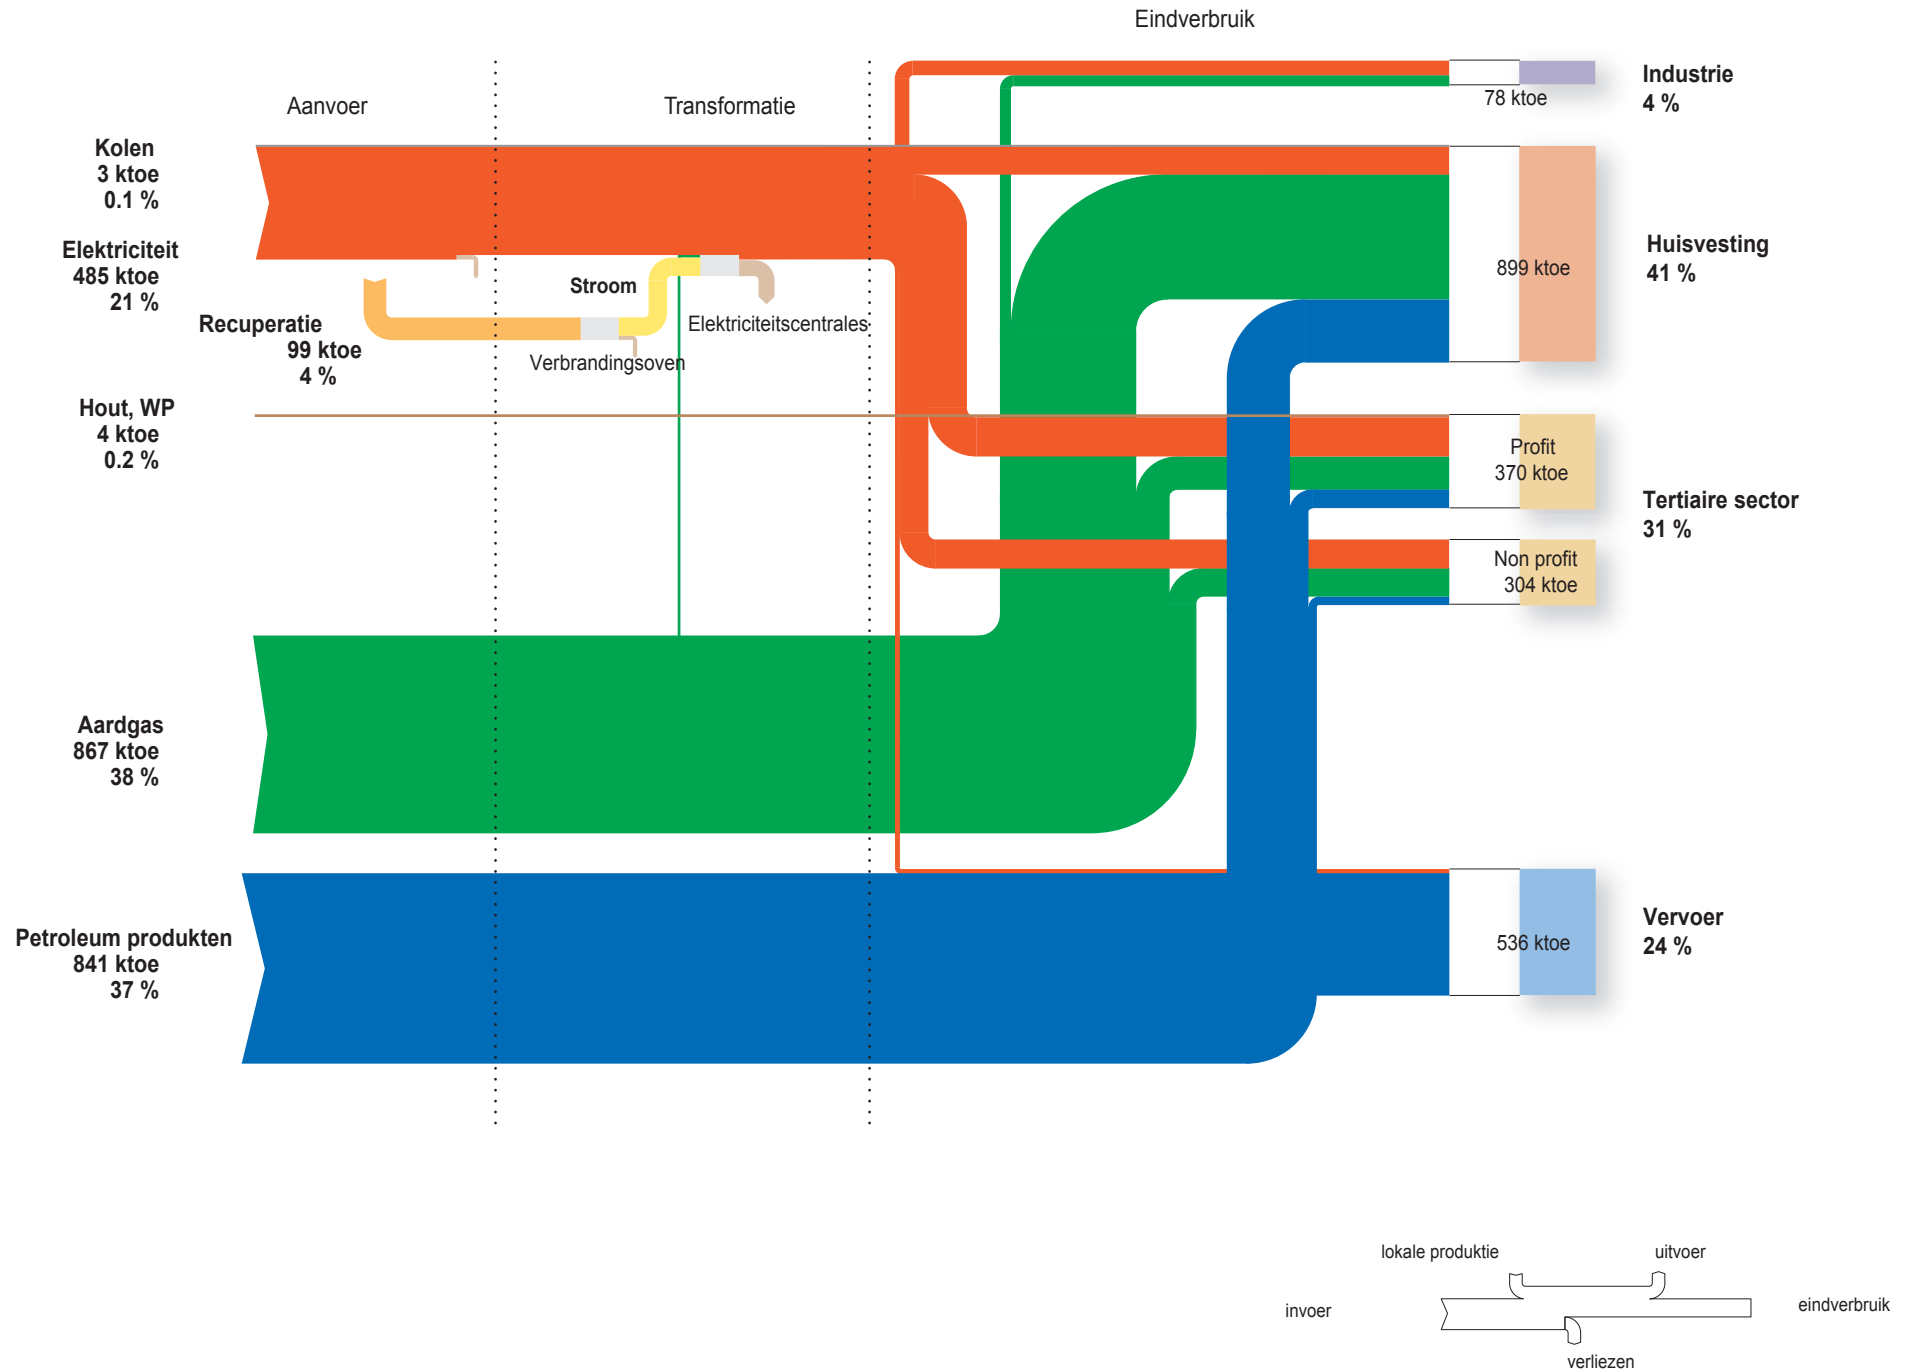 Eindverbruik
Aanvoer
Transformatie
Kolen
3 ktoe
0.1 %
Elektriciteit
485 ktoe
21 %
Recuperatie
99 ktoe
4 %
Stroom
Elektriciteitscentrales
Verbrandingsoven
Hout, WP
4 ktoe
0.2 %
Aardgas
867 ktoe
38 %
Petroleum produkten
841 ktoe
37 %
78 ktoe
Industrie
4 %
899 ktoe
Huisvesting
41 %
Profit
370 ktoe
Non profit
304 ktoe
Tertiaire sector
31 %
536 ktoe
Vervoer
24 %
lokale produktie
uitvoer
invoer
eindverbruik
verliezen